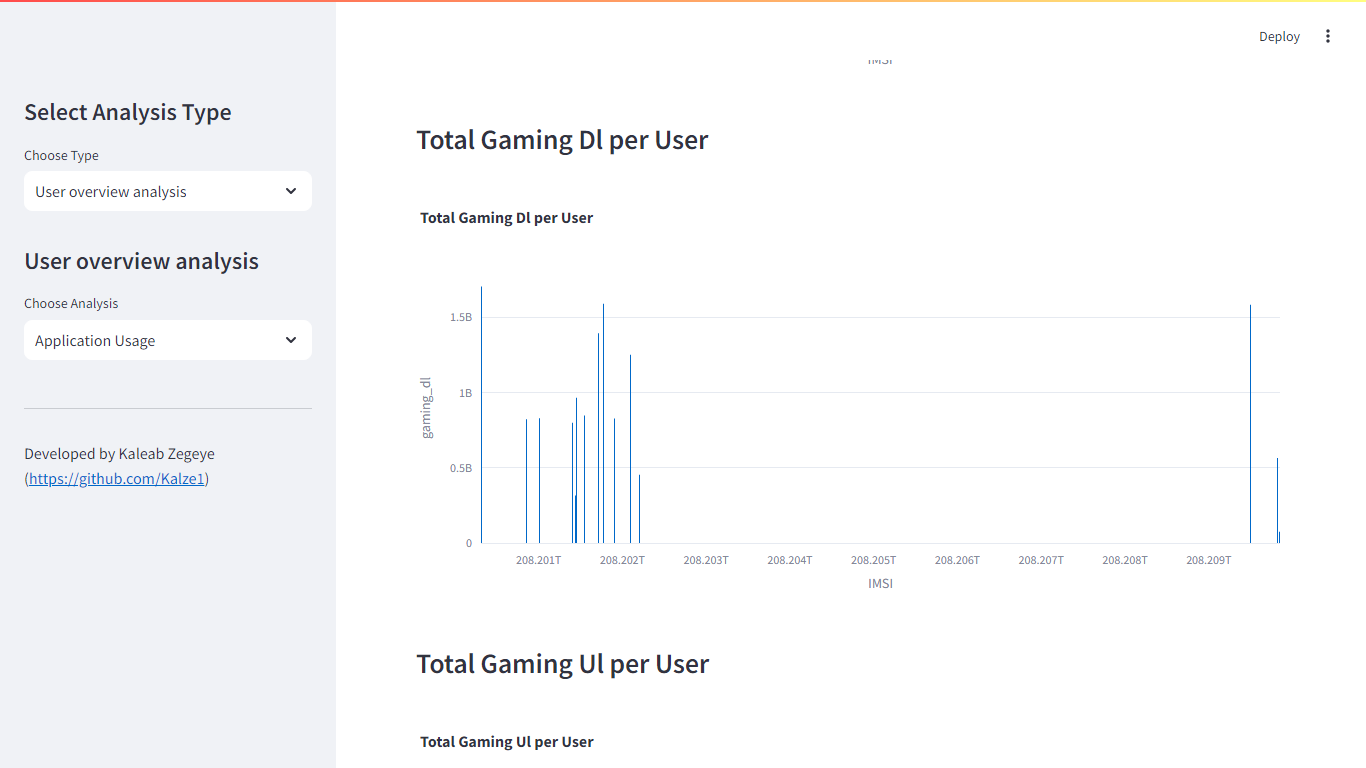 Deploy
IMSI
Select Analysis Type
Choose Type
User overview analysis
User overview analysis
Choose Analysis
Application Usage
Developed by Kaleab Zegeye
(https://github.com/Kalze1)
Total Gaming Dl per User
Total Gaming Dl per User
1.5B
1B
0.5B
0
gaming_dl
208.201T 208.202T 208.203T 208.204T 208.205T 208.206T 208.207T 208.208T 208.209T
IMSI
Total Gaming Ul per User
Total Gaming Ul per User